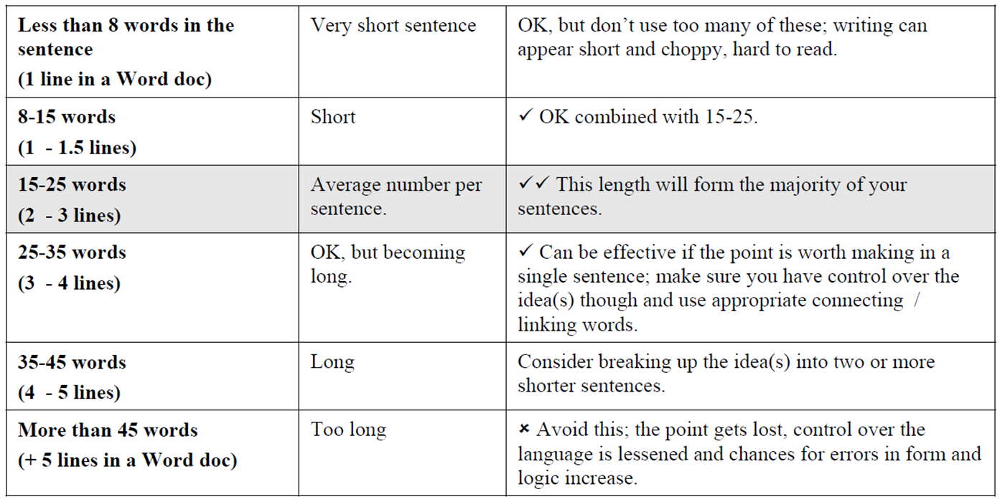 Less than 8 words in the
sentence
(1 line in a Word doc)
Very short sentence
OK, but don’t use too many of these; writing can
appear short and choppy, hard to read.
8-15 words
(1 - 1.5 lines)
Short
✓ OK combined with 15-25.
15-25 words
(2 - 3 lines)
Average number per
sentence.
✓✓ This length will form the majority of your
sentences.
25-35 words
(3 - 4 lines)
OK, but becoming
long.
✓ Can be effective if the point is worth making in a
single sentence; make sure you have control over the
idea(s) though and use appropriate connecting /
linking words.
35-45 words
(4 - 5 lines)
Long
Consider breaking up the idea(s) into two or more
shorter sentences.
More than 45 words
(+ 5 lines in a Word doc)
Too long
× Avoid this; the point gets lost, control over the
language is lessened and chances for errors in form and
logic increase.